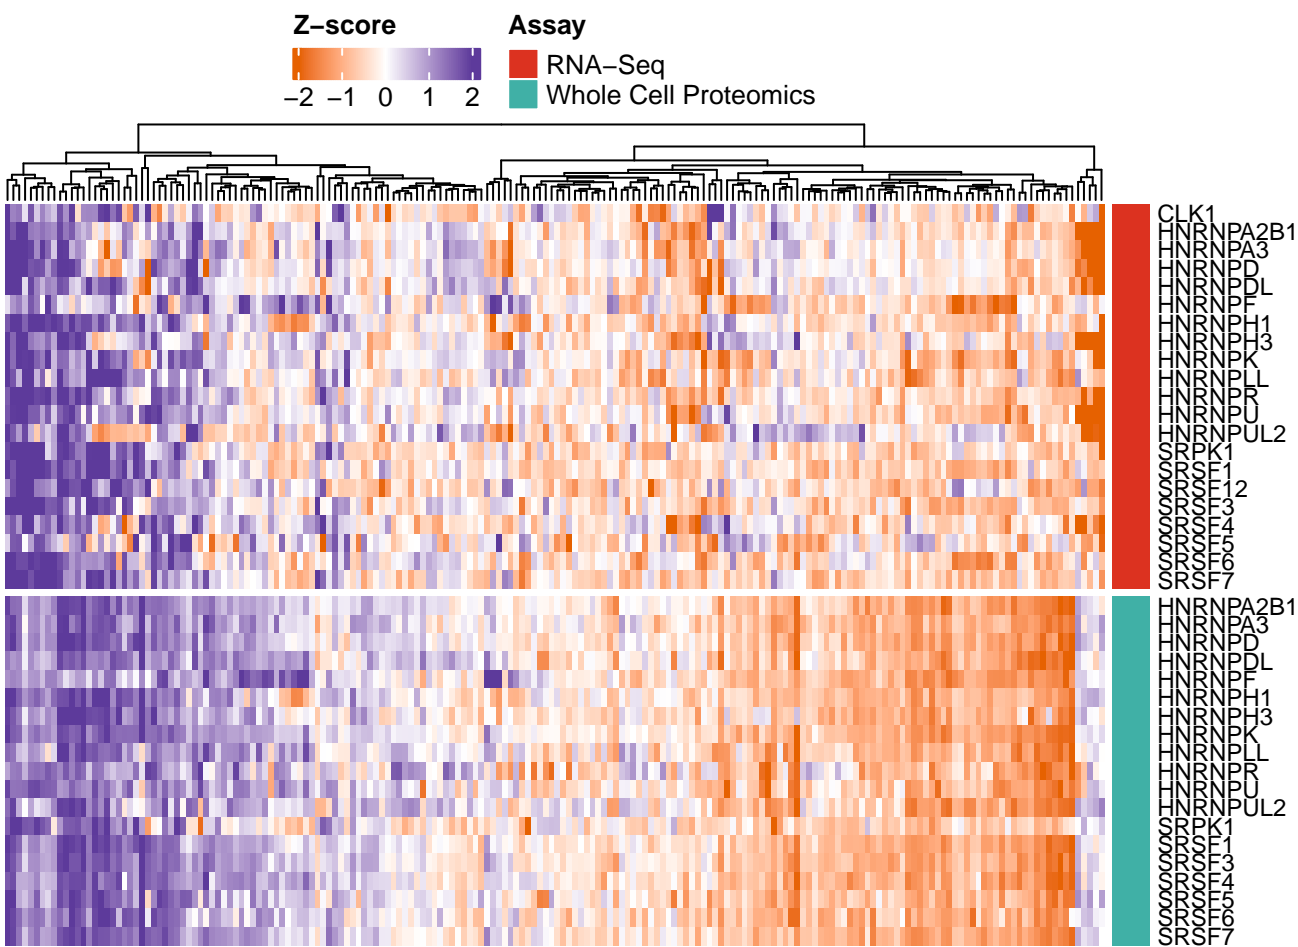 Z−score
Assay
RNA−Seq
Whole Cell Proteomics
−2 −1 0 1 2
CLK1
HNRNPA2B1
HNRNPA3
HNRNPD
HNRNPDL
HNRNPF
HNRNPH1
HNRNPH3
HNRNPK
HNRNPLL
HNRNPR
HNRNPU
HNRNPUL2
SRPK1
SRSF1
SRSF12
SRSF3
SRSF4
SRSF5
SRSF6
SRSF7
HNRNPA2B1
HNRNPA3
HNRNPD
HNRNPDL
HNRNPF
HNRNPH1
HNRNPH3
HNRNPK
HNRNPLL
HNRNPR
HNRNPU
HNRNPUL2
SRPK1
SRSF1
SRSF3
SRSF4
SRSF5
SRSF6
SRSF7